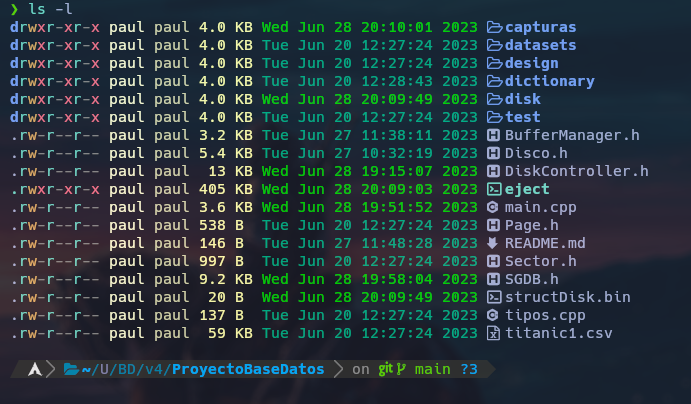 ❯ ls -l
drwxr-xr-x paul paul 4.0 KB Wed Jun 28 20:10:01 2023 capturas
drwxr-xr-x paul paul 4.0 KB Tue Jun 20 12:27:24 2023 datasets
drwxr-xr-x paul paul 4.0 KB Tue Jun 20 12:27:24 2023 design
drwxr-xr-x paul paul 4.0 KB Tue Jun 20 12:28:43 2023 dictionary
drwxr-xr-x paul paul 4.0 KB Wed Jun 28 20:09:49 2023 disk
drwxr-xr-x paul paul 4.0 KB Tue Jun 20 12:27:24 2023 test
.rw-r--r-- paul paul 3.2 KB Tue Jun 27 11:38:11 2023 BufferManager.h
.rw-r--r-- paul paul 5.4 KB Tue Jun 27 10:32:19 2023 Disco.h
.rw-r--r-- paul paul  13 KB Wed Jun 28 19:15:07 2023 DiskController.h
.rwxr-xr-x paul paul 405 KB Wed Jun 28 20:09:03 2023 eject
.rw-r--r-- paul paul 3.6 KB Wed Jun 28 19:51:52 2023 main.cpp
.rw-r--r-- paul paul 538 B  Tue Jun 20 12:27:24 2023 Page.h
.rw-r--r-- paul paul 146 B  Tue Jun 27 11:48:28 2023 README.md
.rw-r--r-- paul paul 997 B  Tue Jun 20 12:27:24 2023 Sector.h
.rw-r--r-- paul paul 9.2 KB Wed Jun 28 19:58:04 2023 SGDB.h
.rw-r--r-- paul paul  20 B  Wed Jun 28 20:09:49 2023 structDisk.bin
.rw-r--r-- paul paul 137 B  Tue Jun 20 12:27:24 2023 tipos.cpp
.rw-r--r-- paul paul  59 KB Tue Jun 20 12:27:24 2023 titanic1.csv
~/U/BD/v4/ProyectoBaseDatos on git main ?3